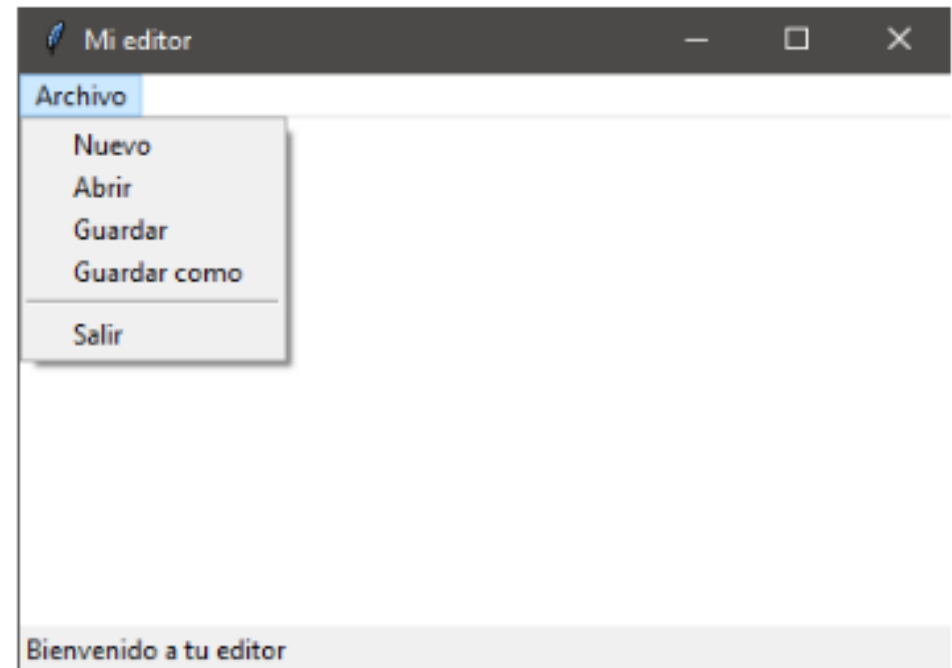 Mi editor
Archivo
Nuevo
Abrir
Guardar
Guardar como
Salir
Bienvenido a tu editor